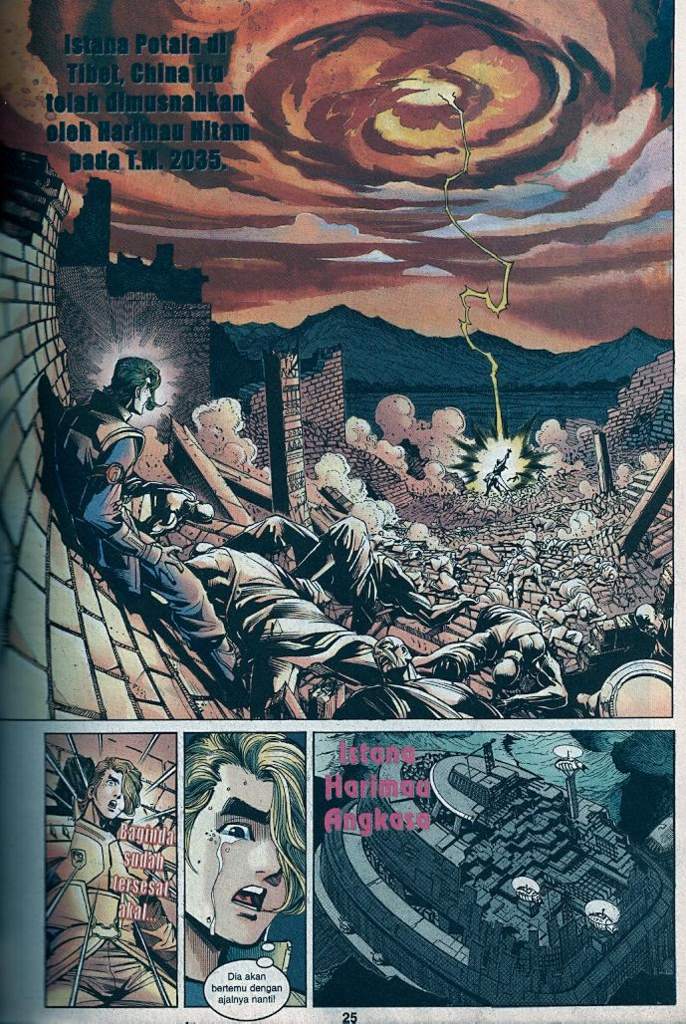 Istana Potala di
Tibet, China itu
telah dimusnahkan
oleh Harimau Hitam
pada T.M. 2035.
Baginda
sudah
tersesat
akal...
Dia akan
bertemu dengan
ajalnya nanti!
Istana
Harimau
Angkasa
25